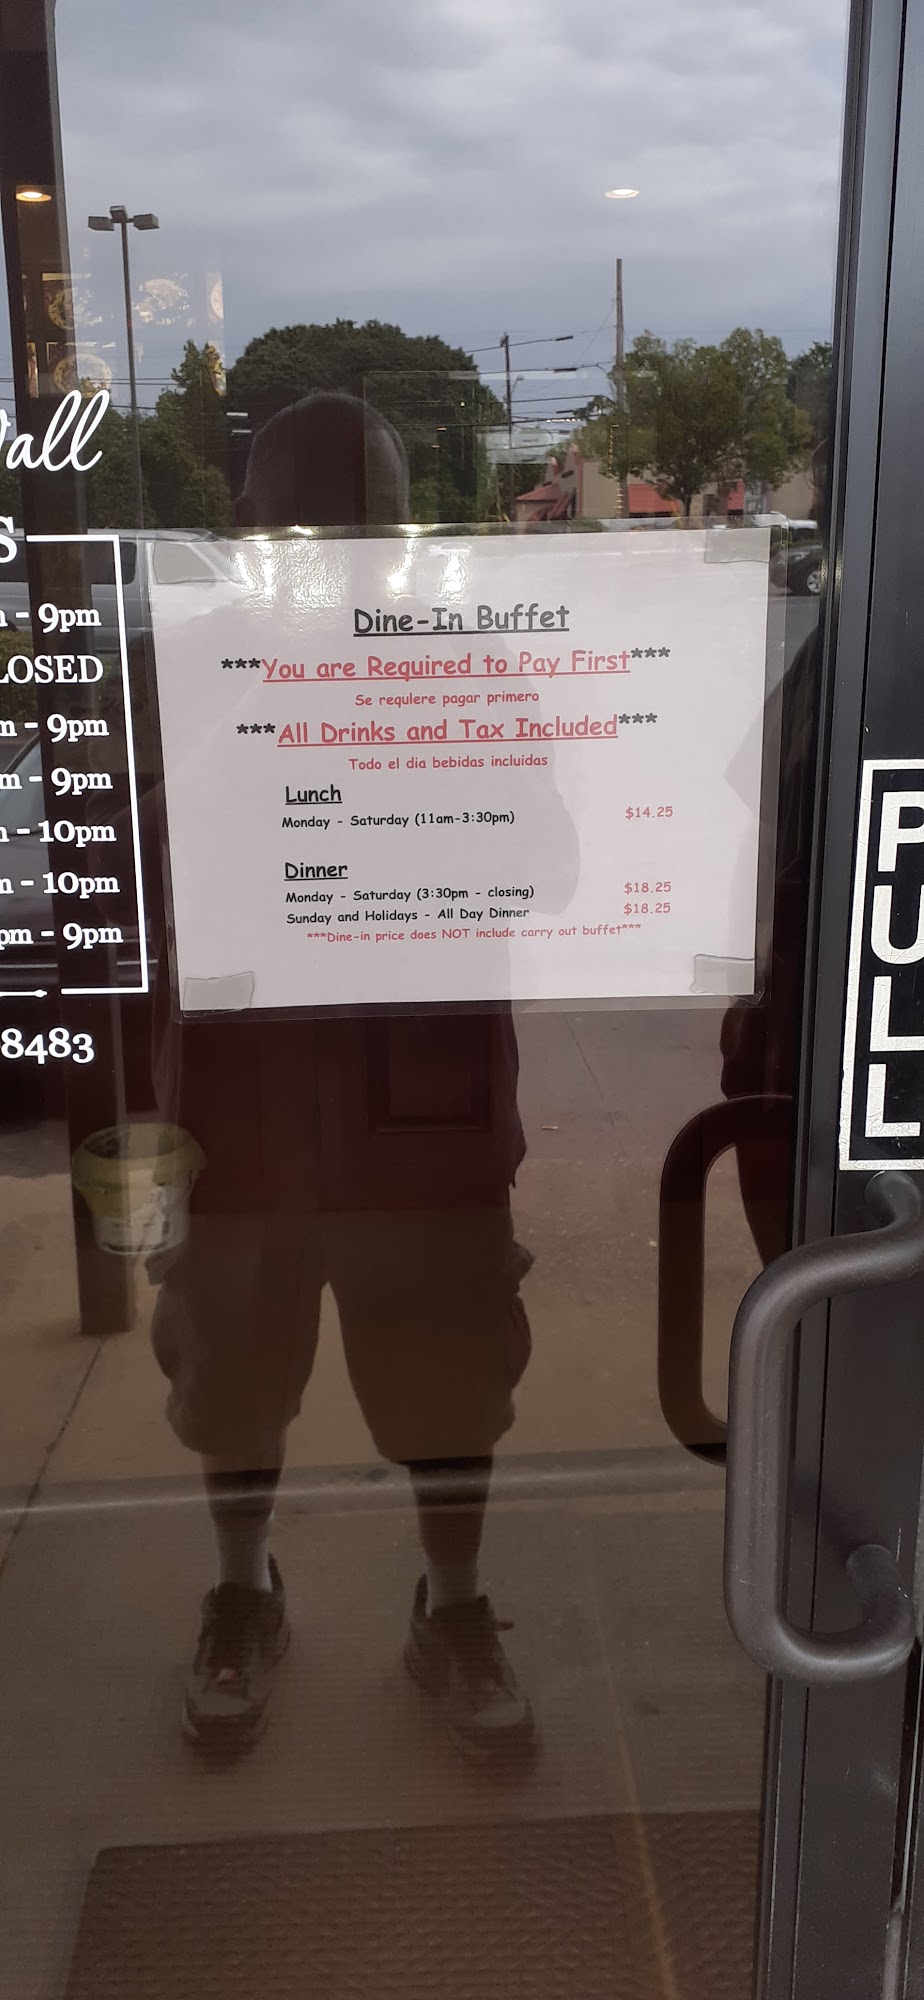 all
S
- 9pm
LOSED
m - 9pm
m - 9pm
- 10pm
m - 10pm
pm - 9pm
8483
Dine-In Buffet
***You are Required to Pay First***
Se requlere pagar primero
***All Drinks and Tax Included***
Todo el dia bebidas incluidas
Lunch
Monday - Saturday (11am-3:30pm) $14.25
Dinner
Monday - Saturday (3:30pm - closing) $18.25
Sunday and Holidays - All Day Dinner $18.25
***Dine-in price does NOT include carry out buffet***
PULL